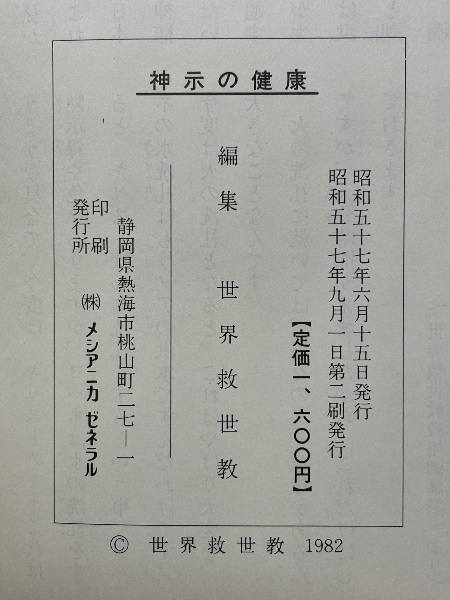 神示の健康
昭和五十七年六月十五日発行
昭和五十七年九月一日第二刷発行
【定価一、六〇〇円】
編集　世界救世教
静岡県熱海市桃山町二七―一
印刷
発行所
㈱　メシアニカ ゼネラル
© 世界救世教 1982